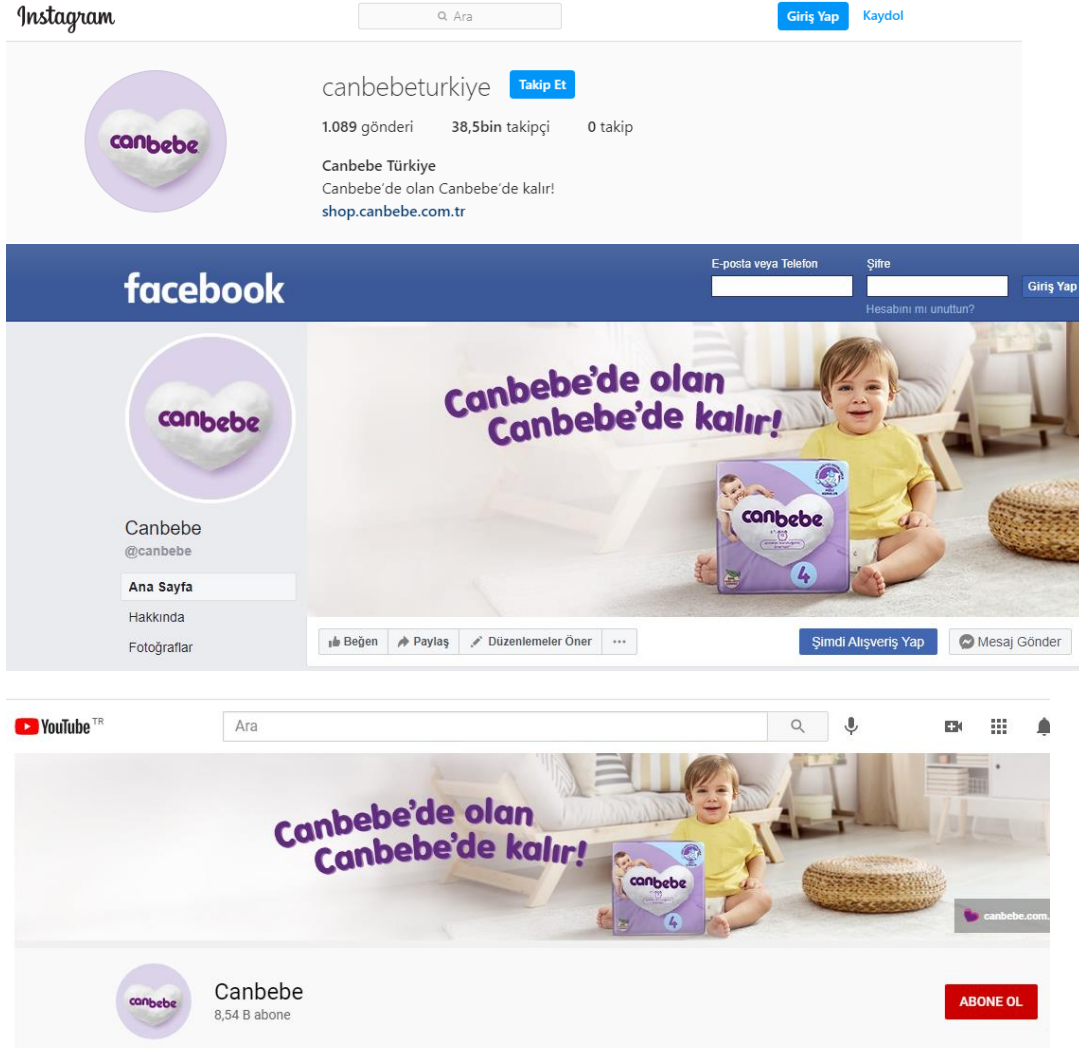 Instagram
Ara
Giriş Yap
Kaydol
canbebe
canbebeturkiye
Takip Et
1.089 gönderi 38,5bin takipçi 0 takip
Canbebe Türkiye
Canbebe'de olan Canbebe'de kalır!
shop.canbebe.com.tr
facebook
E-posta veya Telefon
Şifre
Giriş Yap
Hesabını mı unuttun?
canbebe
Canbebe
@canbebe
Ana Sayfa
Hakkında
Fotoğraflar
Canbebe'de olan
Canbebe'de kalır!
canbebe
4
Beğen
Paylaş
Düzenlemeler Öner
Şimdi Alışveriş Yap
Mesaj Gönder
YouTube TR
Ara
Canbebe'de olan
Canbebe'de kalır!
canbebe
4
canbebe.com.
canbebe
Canbebe
8,54 B abone
ABONE OL